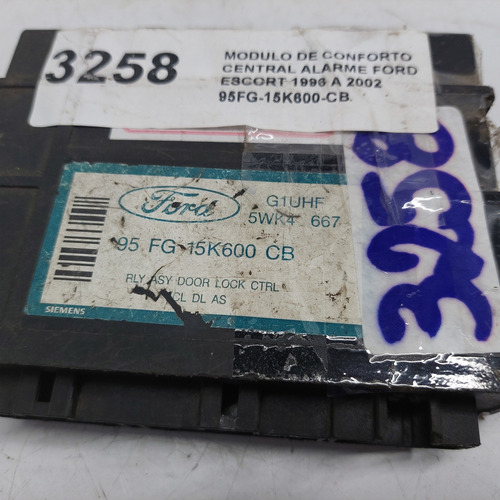 3258
MODULO DE CONFORTO
CENTRAL ALARME FORD
ESCORT 1996 A 2002
95FG-15K600-CB.
Ford
G1UHF
5WK4 667
95 FG-15K600 CB
RLY ASY DOOR LOCK CTRL
CL DL AS
SIEMENS
3258